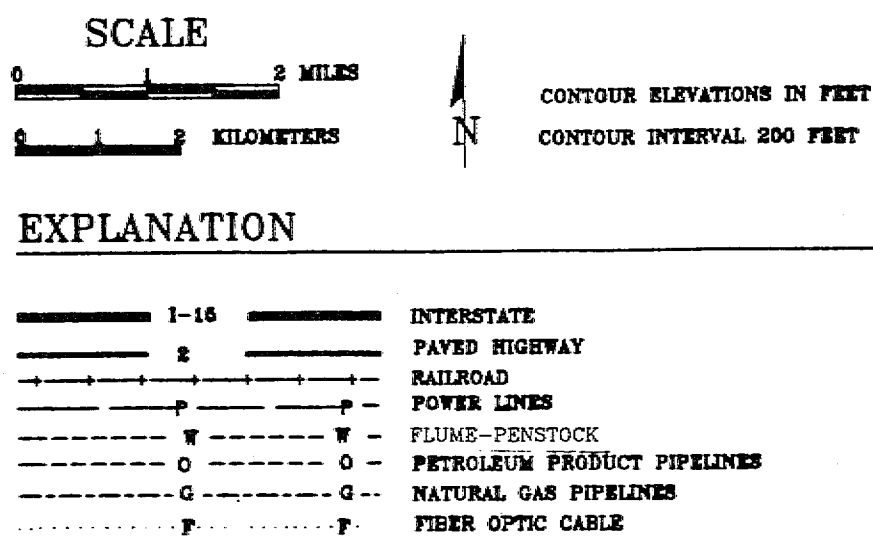 SCALE
0 1 2 MILES
0 1 2 KILOMETERS
N
CONTOUR ELEVATIONS IN FEET
CONTOUR INTERVAL 200 FEET
EXPLANATION
I-15 INTERSTATE
2 PAVED HIGHWAY
RAILROAD
P P POWER LINES
W W FLUME-PENSTOCK
O O PETROLEUM PRODUCT PIPELINES
G G NATURAL GAS PIPELINES
F F FIBER OPTIC CABLE